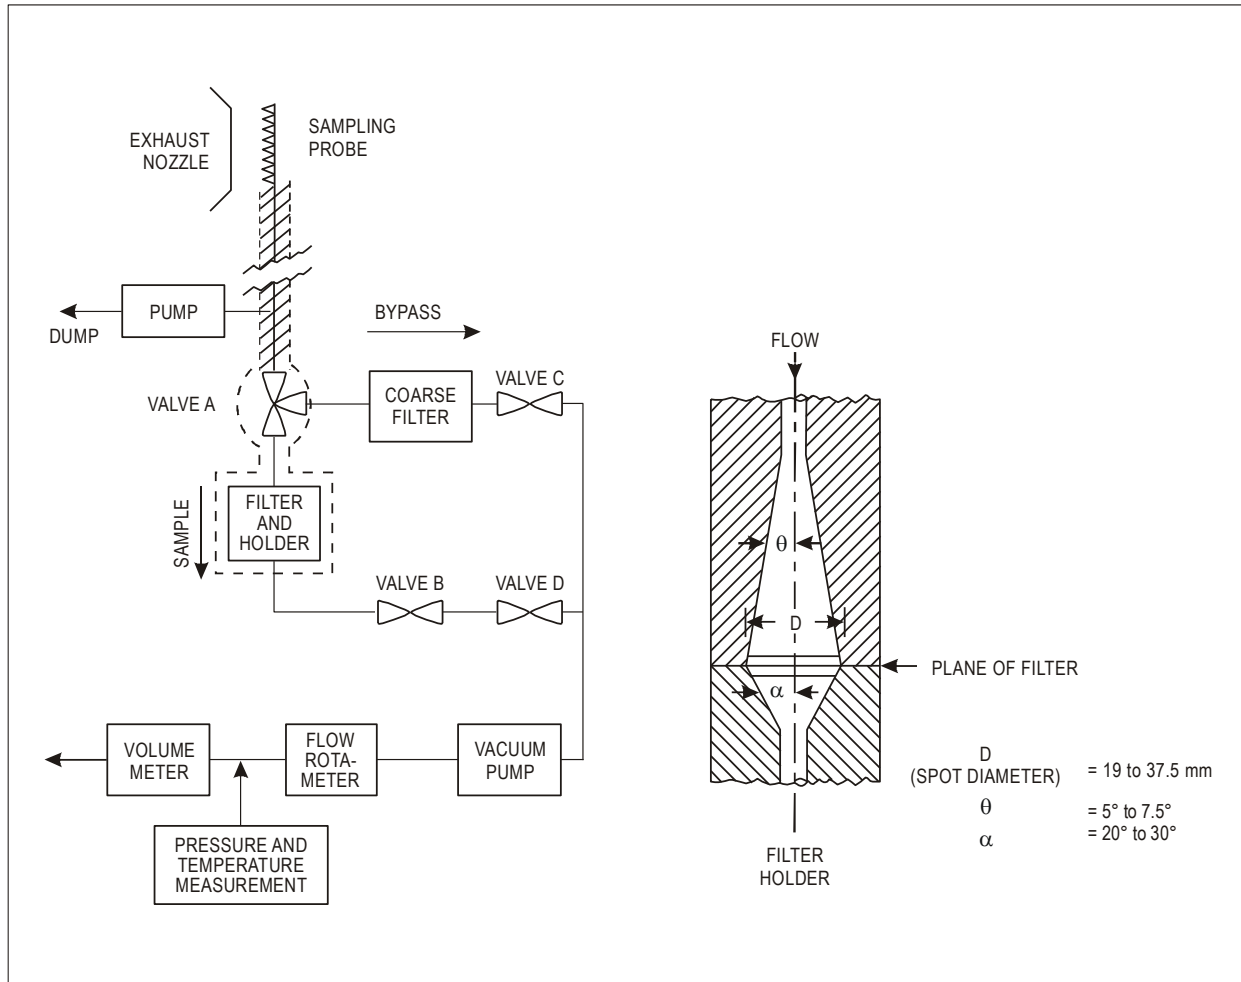 EXHAUST
NOZZLE
SAMPLING
PROBE
PUMP
DUMP
BYPASS
VALVE A
COARSE
FILTER
VALVE C
SAMPLE
FILTER
AND
HOLDER
VALVE B
VALVE D
VOLUME
METER
FLOW
ROTA-
METER
VACUUM
PUMP
PRESSURE AND
TEMPERATURE
MEASUREMENT
FLOW
θ
D
PLANE OF FILTER
α
FILTER
HOLDER
D
(SPOT DIAMETER) = 19 to 37.5 mm
θ = 5° to 7.5°
α = 20° to 30°